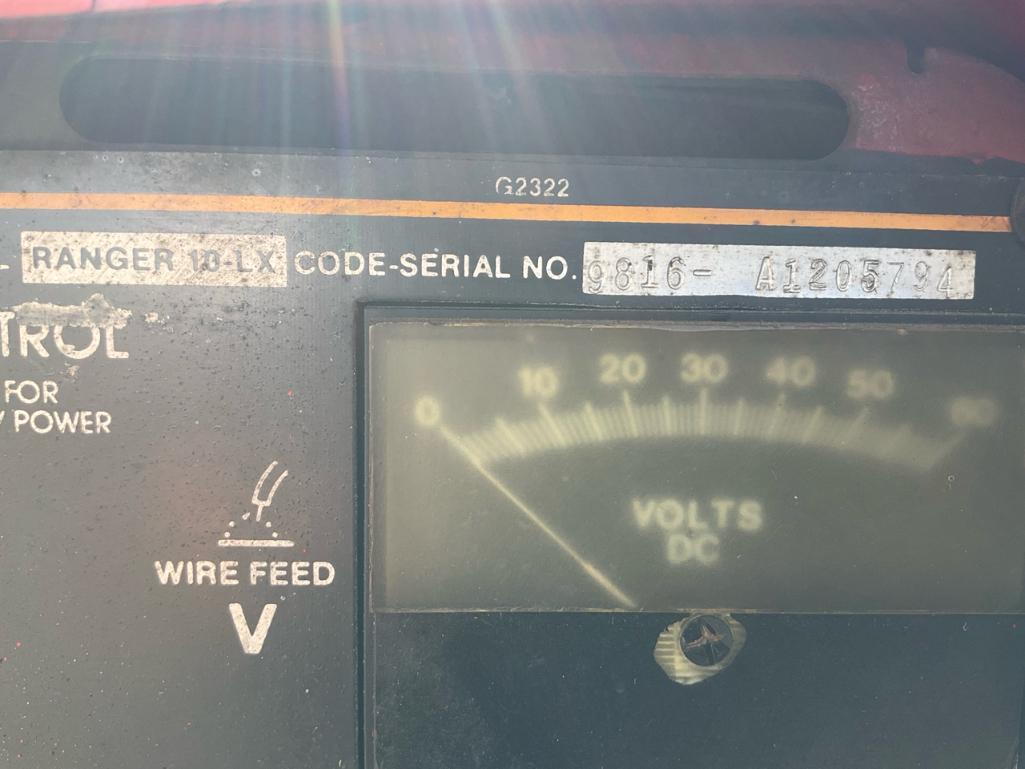 G2322
RANGER 10-LX CODE-SERIAL NO. 9816- A1205794
TROL
FOR
POWER
0 10 20 30 40 50 60
VOLTS
DC
WIRE FEED
V